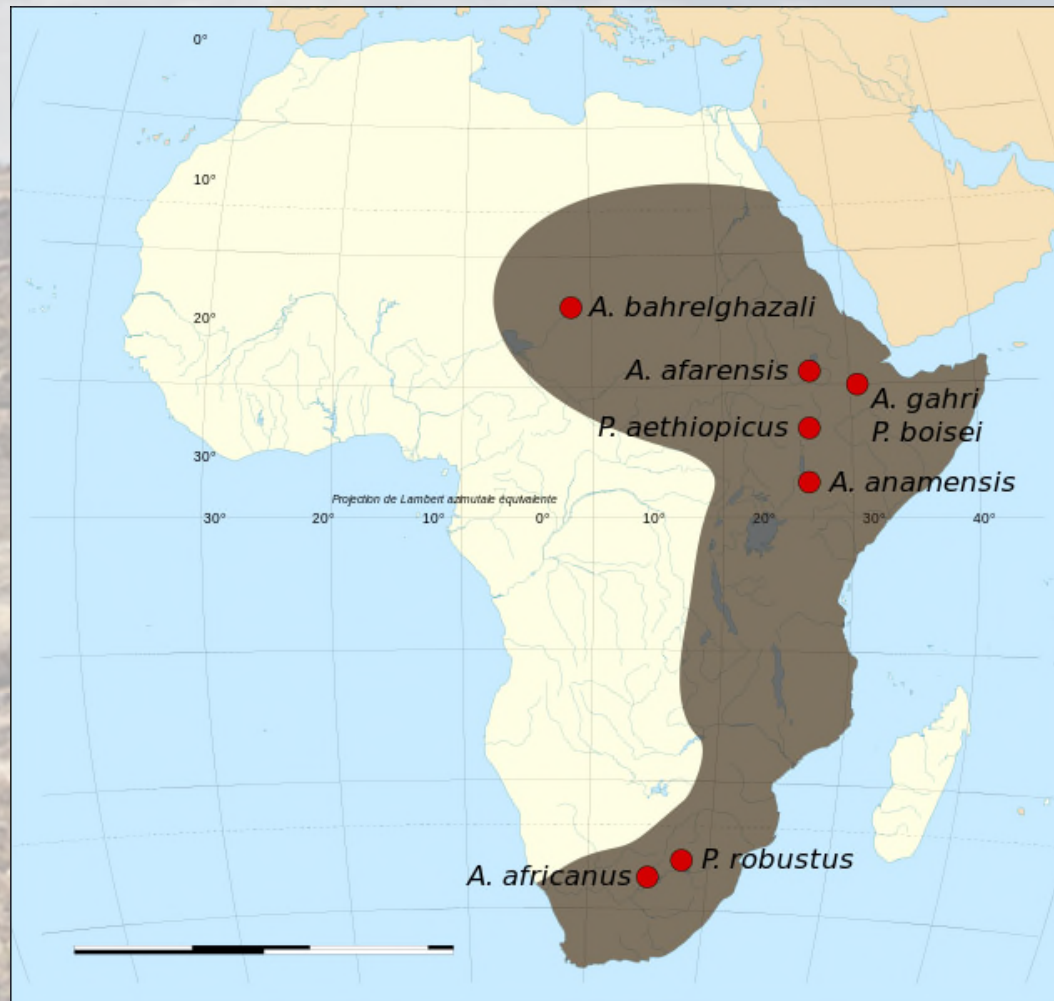 0°
10°
20°
A. bahrelghazali
A. afarensis
A. gahri
P. aethiopicus
P. boisei
30°
A. anamensis
Projection de Lambert azimutale équivalente
30° 20° 10° 0° 10° 20° 30° 40°
P. robustus
A. africanus